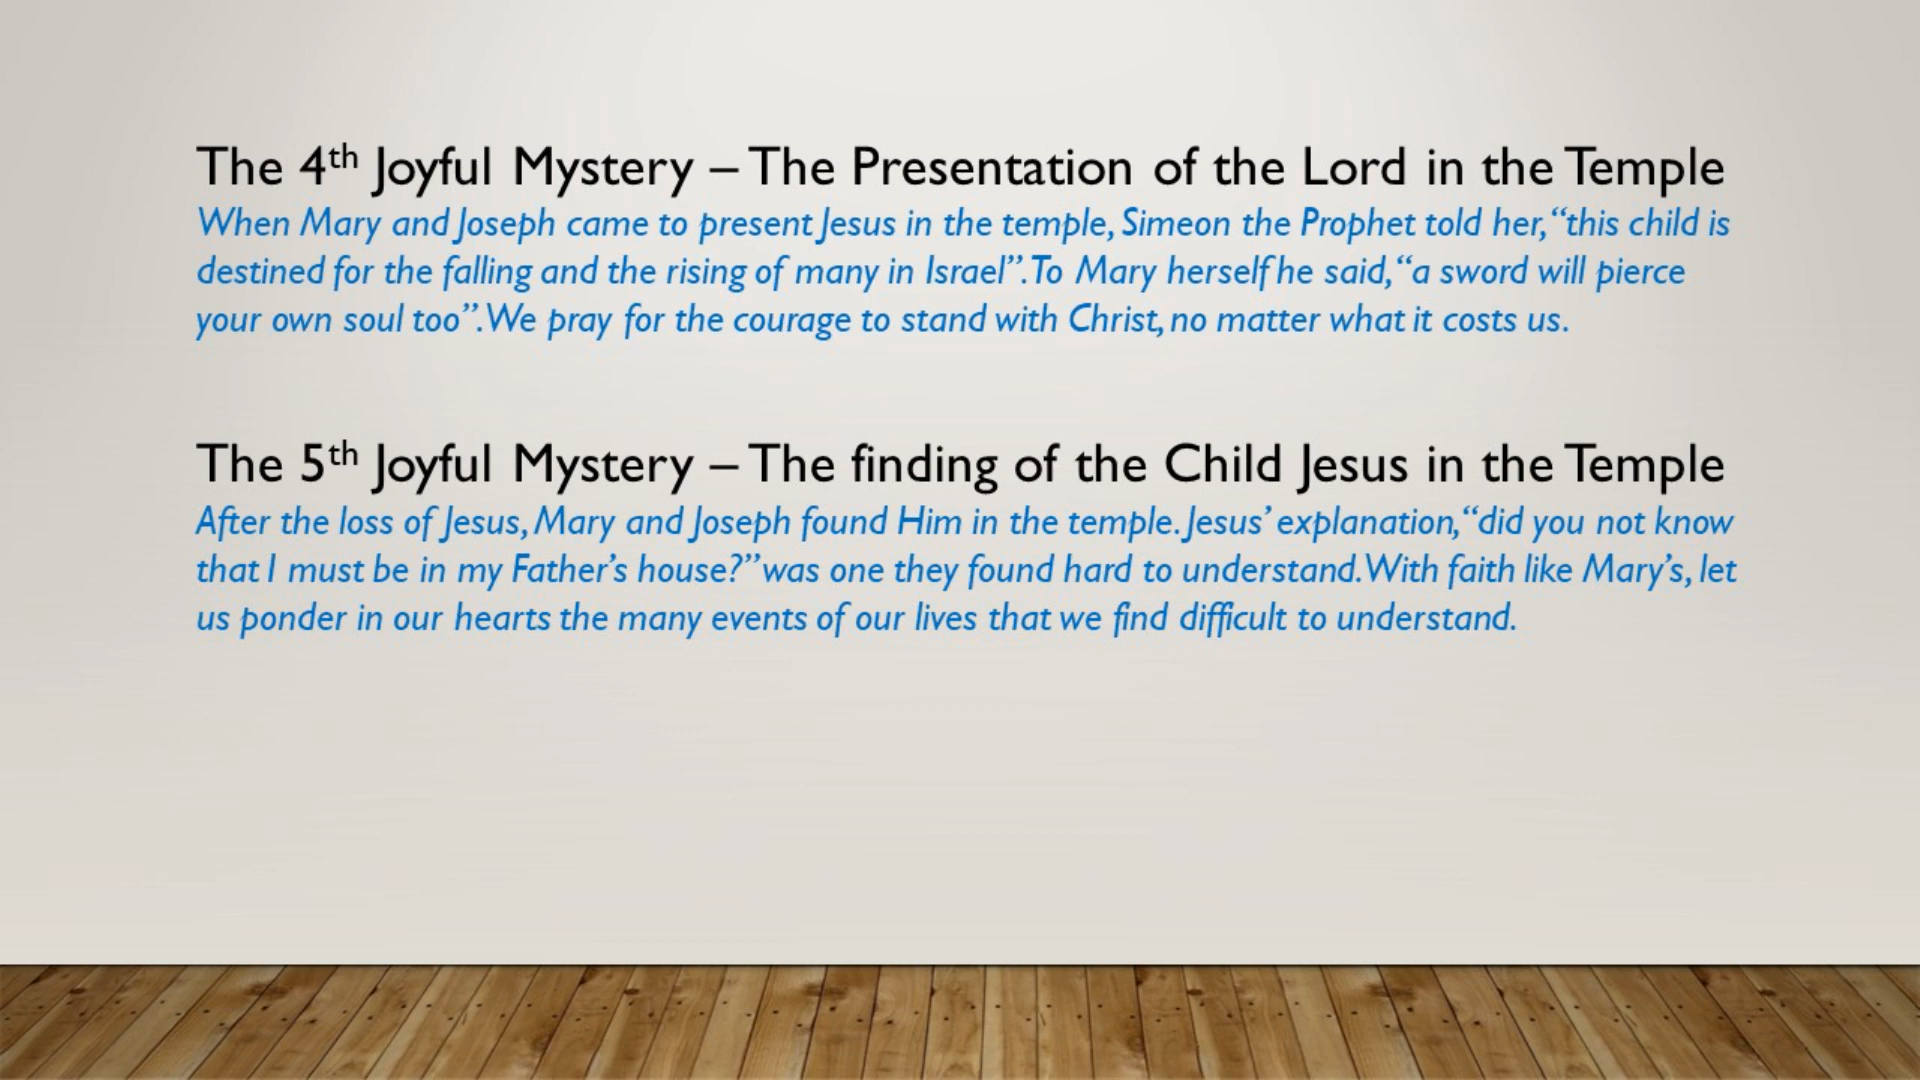 The 4th Joyful Mystery – The Presentation of the Lord in the Temple
When Mary and Joseph came to present Jesus in the temple, Simeon the Prophet told her, “this child is
destined for the falling and the rising of many in Israel”. To Mary herself he said, “a sword will pierce
your own soul too”. We pray for the courage to stand with Christ, no matter what it costs us.
The 5th Joyful Mystery – The finding of the Child Jesus in the Temple
After the loss of Jesus, Mary and Joseph found Him in the temple. Jesus’ explanation, “did you not know
that I must be in my Father’s house?” was one they found hard to understand. With faith like Mary’s, let
us ponder in our hearts the many events of our lives that we find difficult to understand.